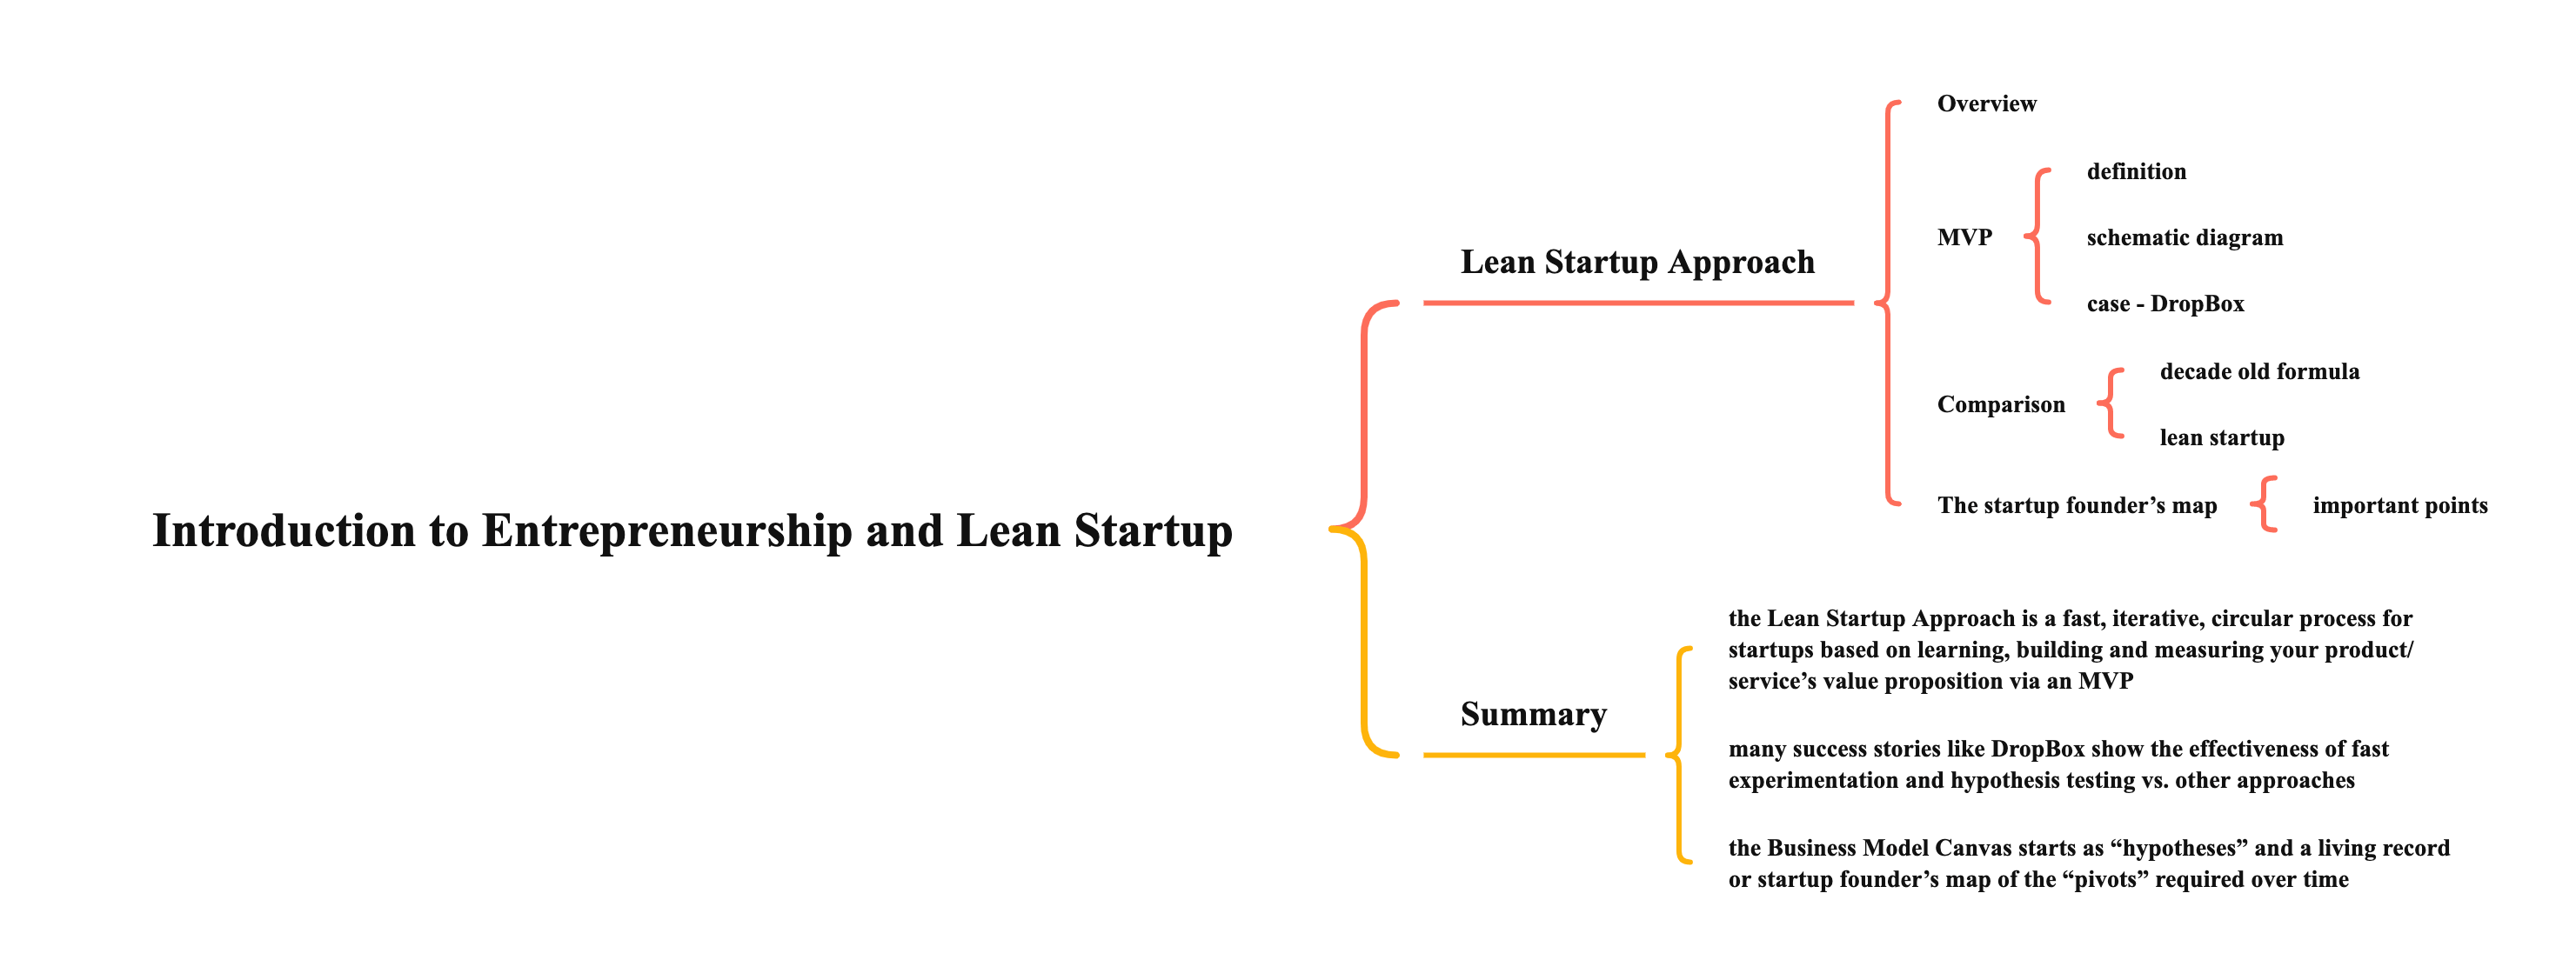 Introduction to Entrepreneurship and Lean Startup
Lean Startup Approach
Overview
MVP
definition
schematic diagram
case - DropBox
Comparison
decade old formula
lean startup
The startup founder’s map
important points
Summary
the Lean Startup Approach is a fast, iterative, circular process for
startups based on learning, building and measuring your product/
service’s value proposition via an MVP
many success stories like DropBox show the effectiveness of fast
experimentation and hypothesis testing vs. other approaches
the Business Model Canvas starts as “hypotheses” and a living record
or startup founder’s map of the “pivots” required over time